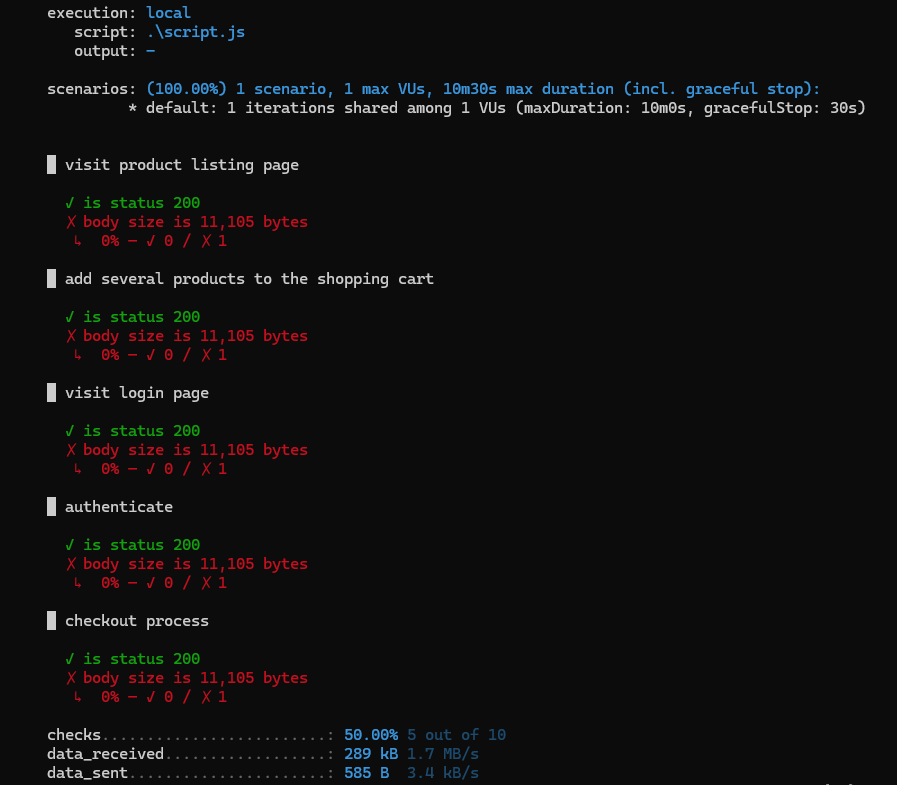 execution: local
script: .\script.js
output: -
scenarios: (100.00%) 1 scenario, 1 max VUs, 10m30s max duration (incl. graceful stop):
* default: 1 iterations shared among 1 VUs (maxDuration: 10m0s, gracefulStop: 30s)
█ visit product listing page
✓ is status 200
✗ body size is 11,105 bytes
↳  0% — ✓ 0 / ✗ 1
█ add several products to the shopping cart
✓ is status 200
✗ body size is 11,105 bytes
↳  0% — ✓ 0 / ✗ 1
█ visit login page
✓ is status 200
✗ body size is 11,105 bytes
↳  0% — ✓ 0 / ✗ 1
█ authenticate
✓ is status 200
✗ body size is 11,105 bytes
↳  0% — ✓ 0 / ✗ 1
█ checkout process
✓ is status 200
✗ body size is 11,105 bytes
↳  0% — ✓ 0 / ✗ 1
checks.........................: 50.00% 5 out of 10
data_received..................: 289 kB 1.7 MB/s
data_sent......................: 585 B  3.4 kB/s